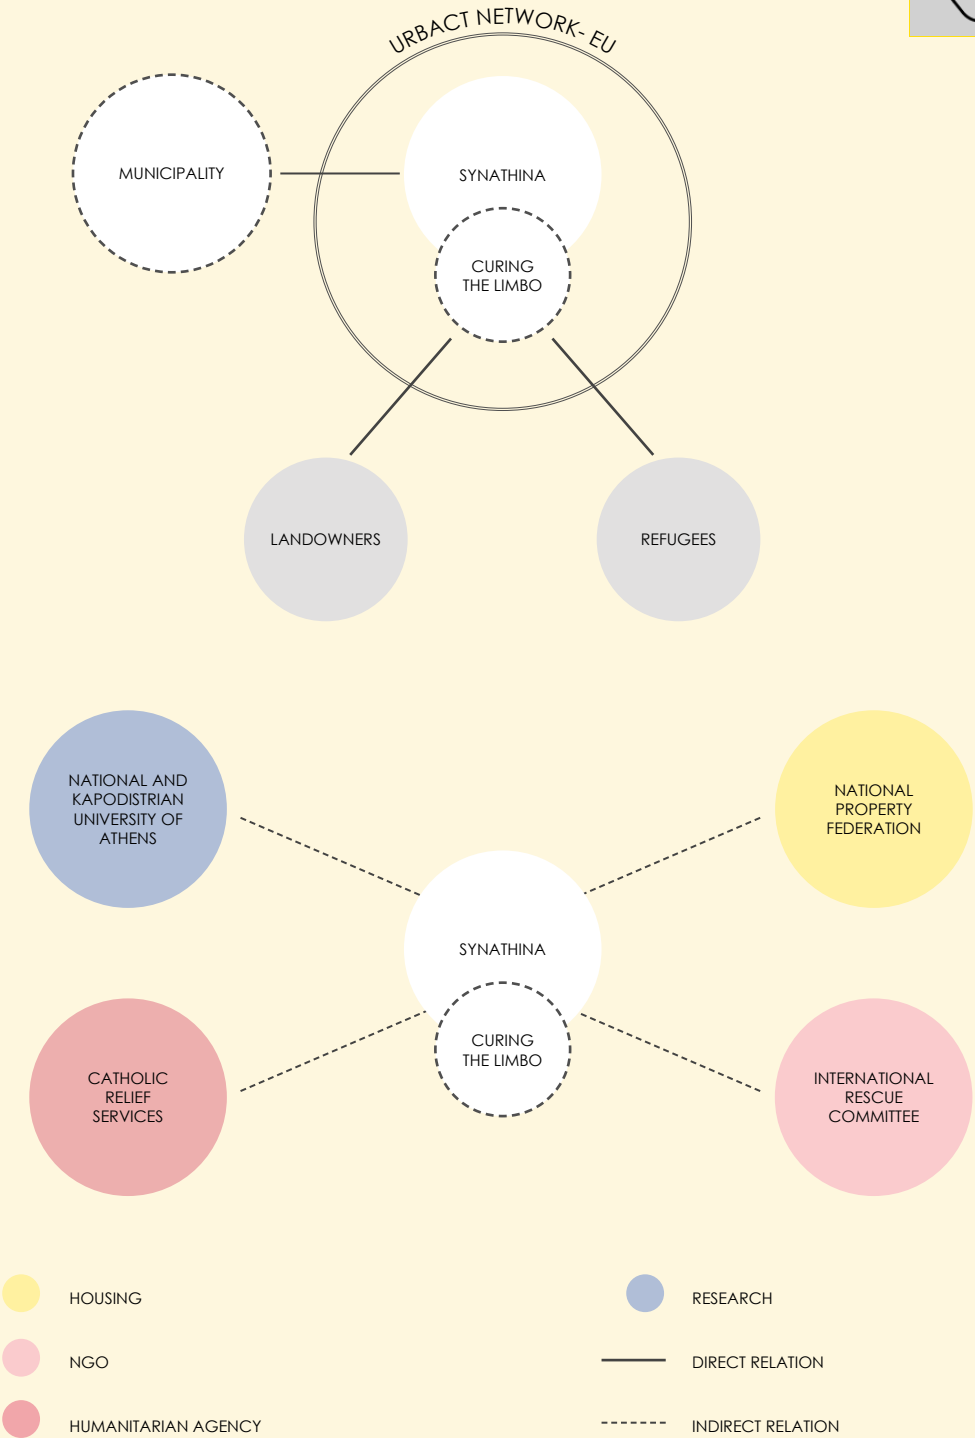 URBACT NETWORK- EU
MUNICIPALITY
SYNATHINA
CURING
THE LIMBO
LANDOWNERS
REFUGEES
NATIONAL AND
KAPODISTRIAN
UNIVERSITY OF
ATHENS
NATIONAL
PROPERTY
FEDERATION
SYNATHINA
CURING
THE LIMBO
CATHOLIC
RELIEF
SERVICES
INTERNATIONAL
RESCUE
COMMITTEE
HOUSING
RESEARCH
NGO
DIRECT RELATION
HUMANITARIAN AGENCY
INDIRECT RELATION